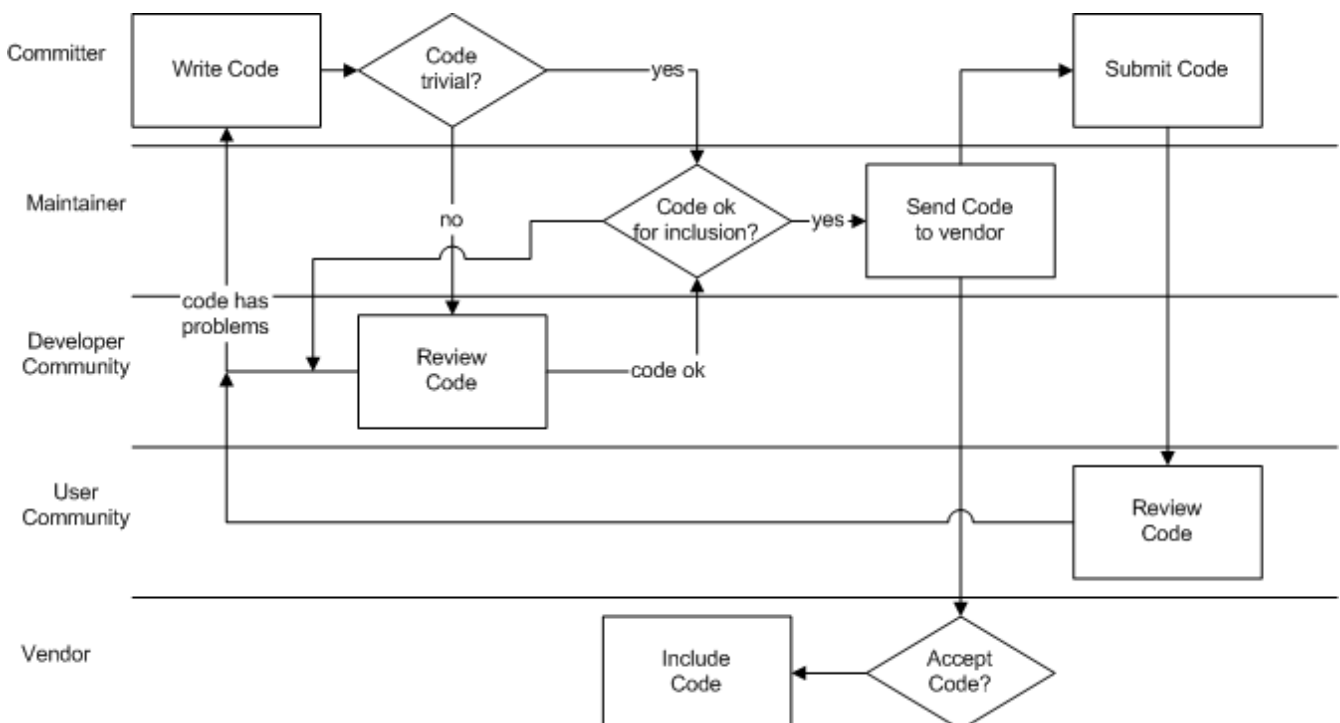 Committer
Write Code
Code
trivial?
yes
Submit Code
Maintainer
no
Code ok
for inclusion?
yes
Send Code
to vendor
code has
problems
Developer
Community
Review
Code
code ok
User
Community
Review
Code
Vendor
Include
Code
Accept
Code?